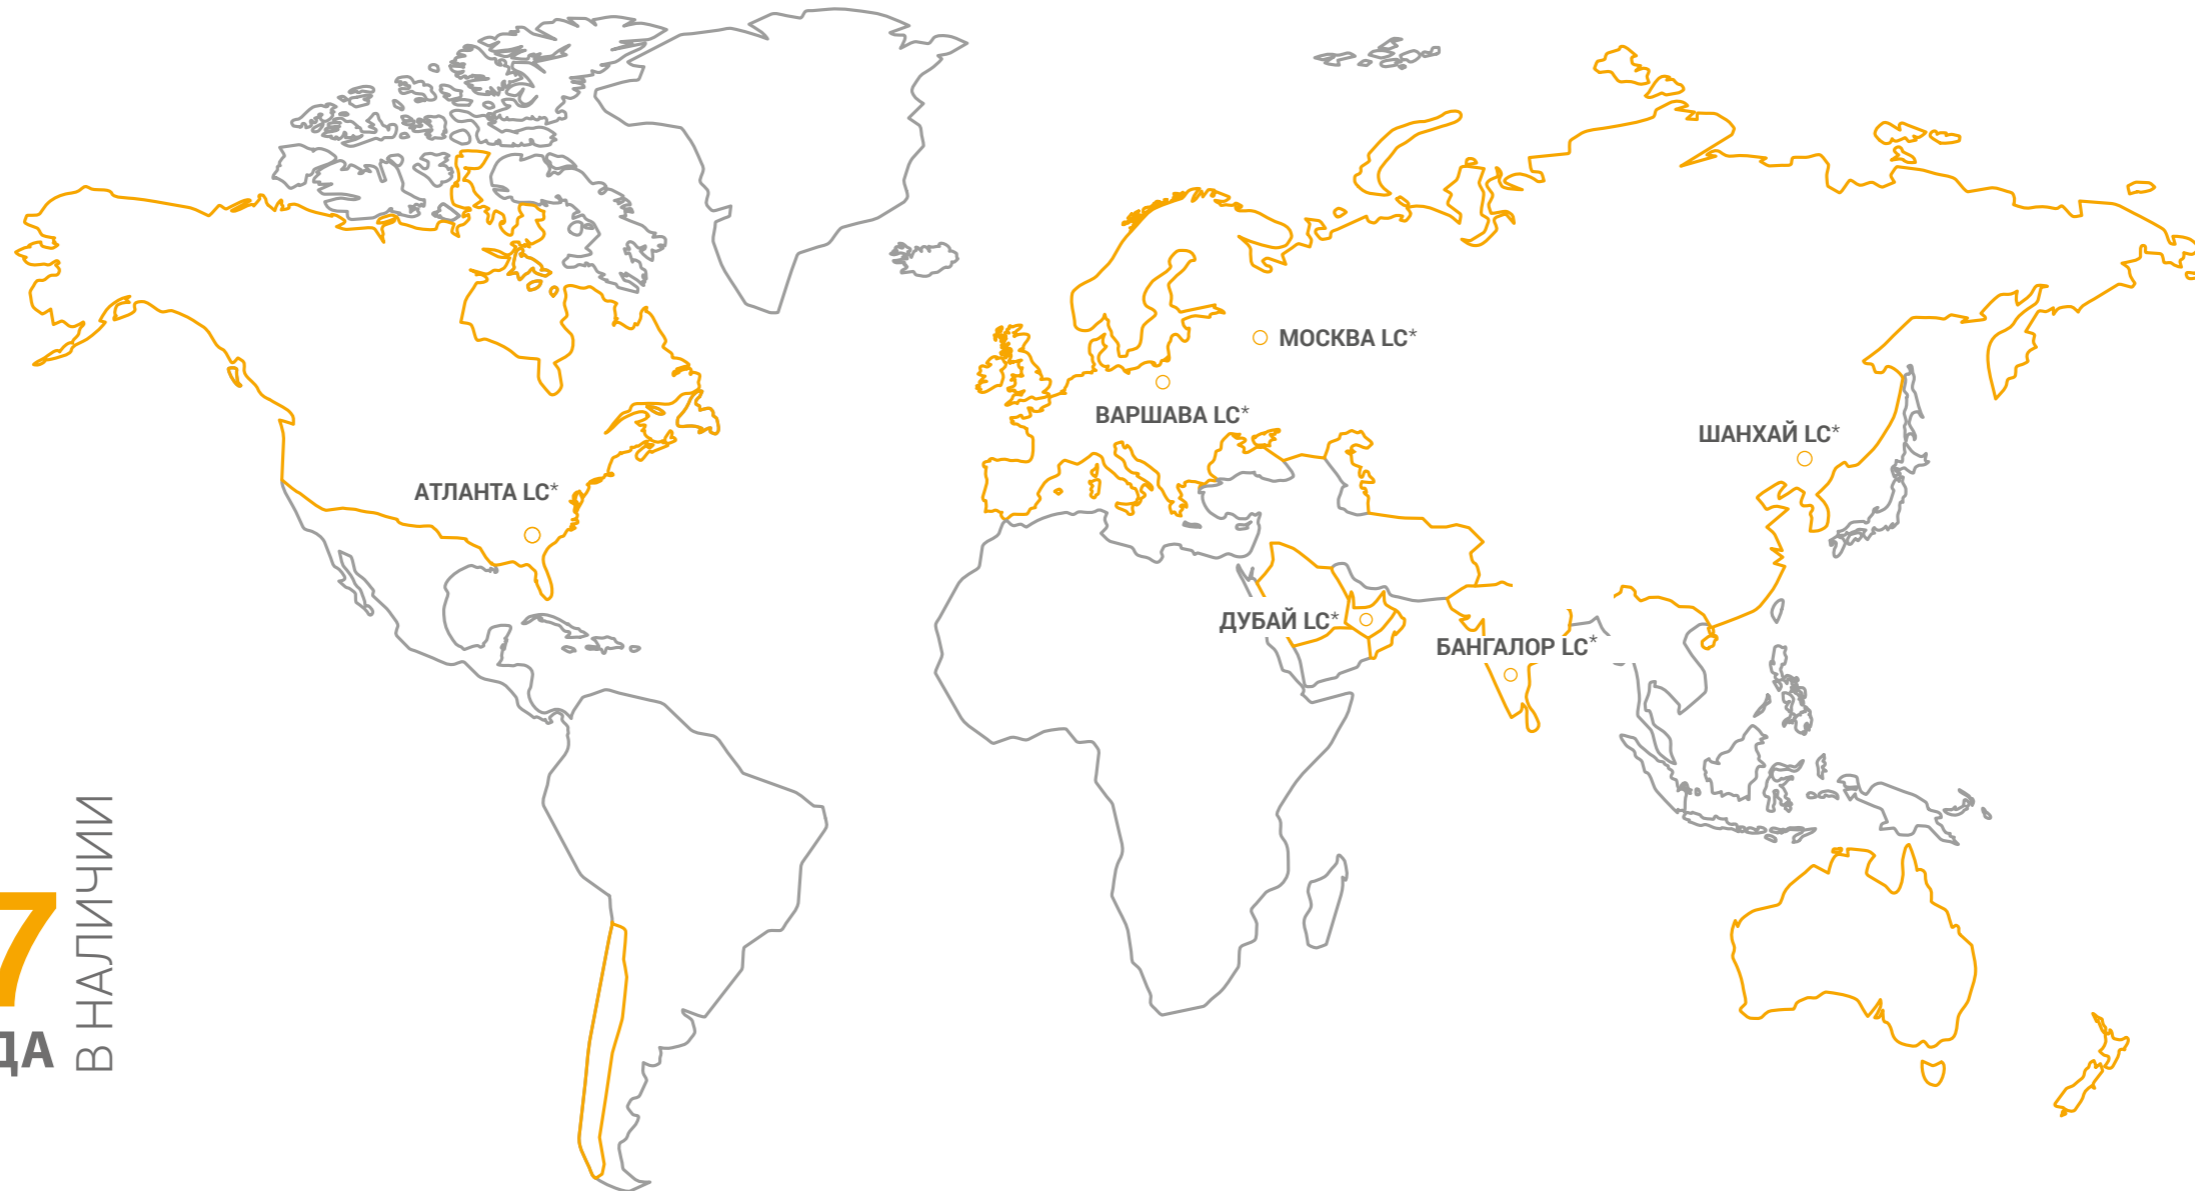 МОСКВА LC*
ВАРШАВА LC*
ШАНХАЙ LC*
АТЛАНТА LC*
ДУБАЙ LC*
БАНГАЛОР LC*
7
ДА
В НАЛИЧИИ